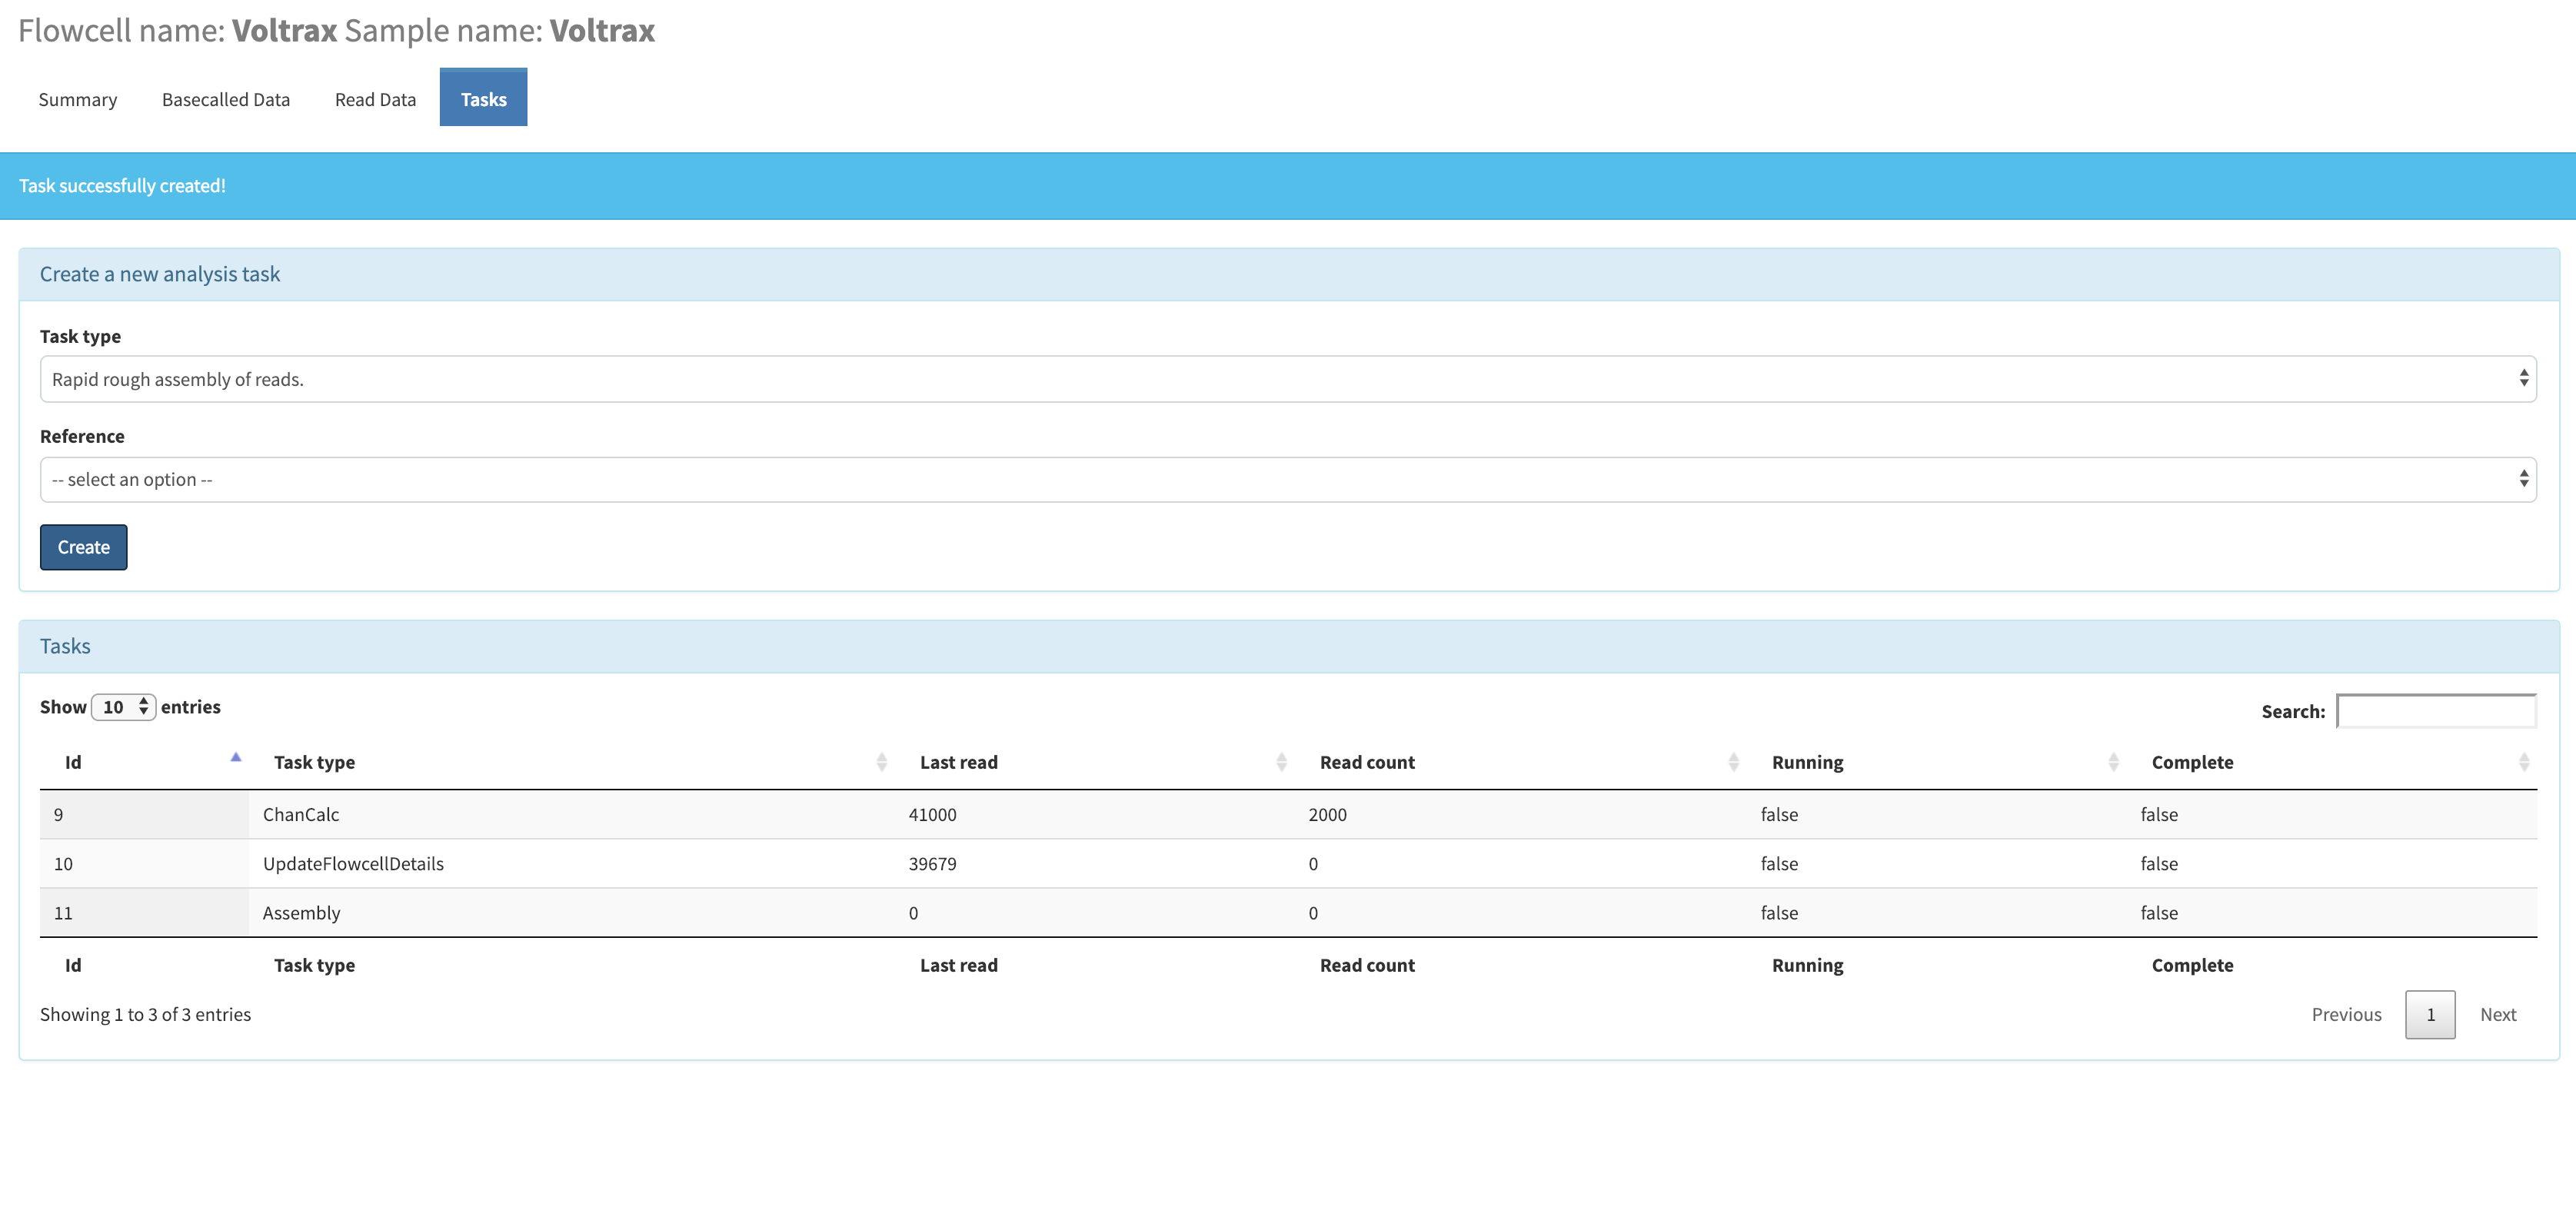 Flowcell name: Voltrax Sample name: Voltrax
Summary Basecalled Data Read Data Tasks
Task successfully created!
Create a new analysis task
Task type
Rapid rough assembly of reads.
Reference
-- select an option --
Create
Tasks
Show 10 entries Search:
Id Task type Last read Read count Running Complete
9 ChanCalc 41000 2000 false false
10 UpdateFlowcellDetails 39679 0 false false
11 Assembly 0 0 false false
Id Task type Last read Read count Running Complete
Showing 1 to 3 of 3 entries Previous 1 Next